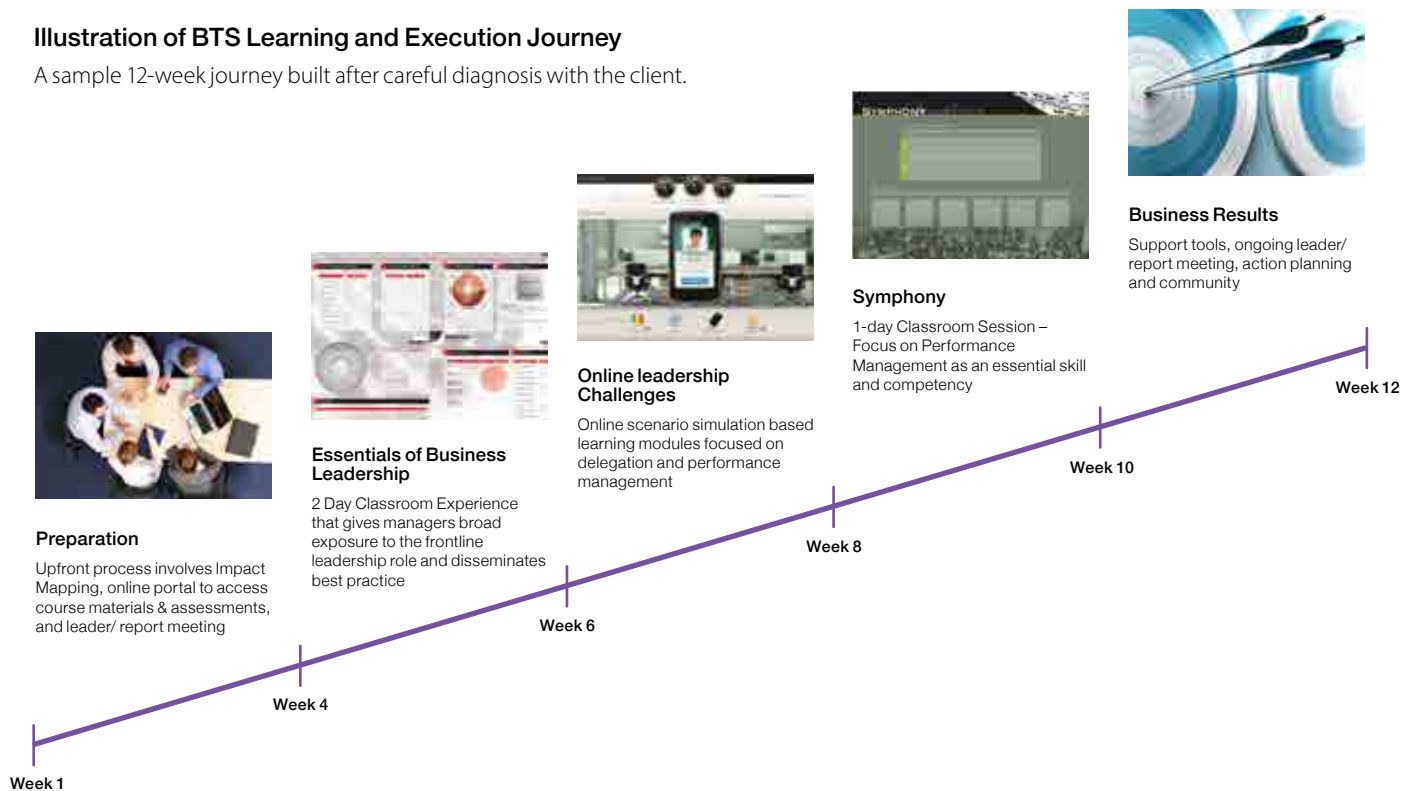 Illustration of BTS Learning and Execution Journey
A sample 12-week journey built after careful diagnosis with the client.
Preparation
Upfront process involves Impact
Mapping, online portal to access
course materials & assessments,
and leader/ report meeting
Essentials of Business
Leadership
2 Day Classroom Experience
that gives managers broad
exposure to the frontline
leadership role and disseminates
best practice
Online leadership
Challenges
Online scenario simulation based
learning modules focused on
delegation and performance
management
SYMPHONY
Symphony
1-day Classroom Session –
Focus on Performance
Management as an essential skill
and competency
Business Results
Support tools, ongoing leader/
report meeting, action planning
and community
Week 1
Week 4
Week 6
Week 8
Week 10
Week 12